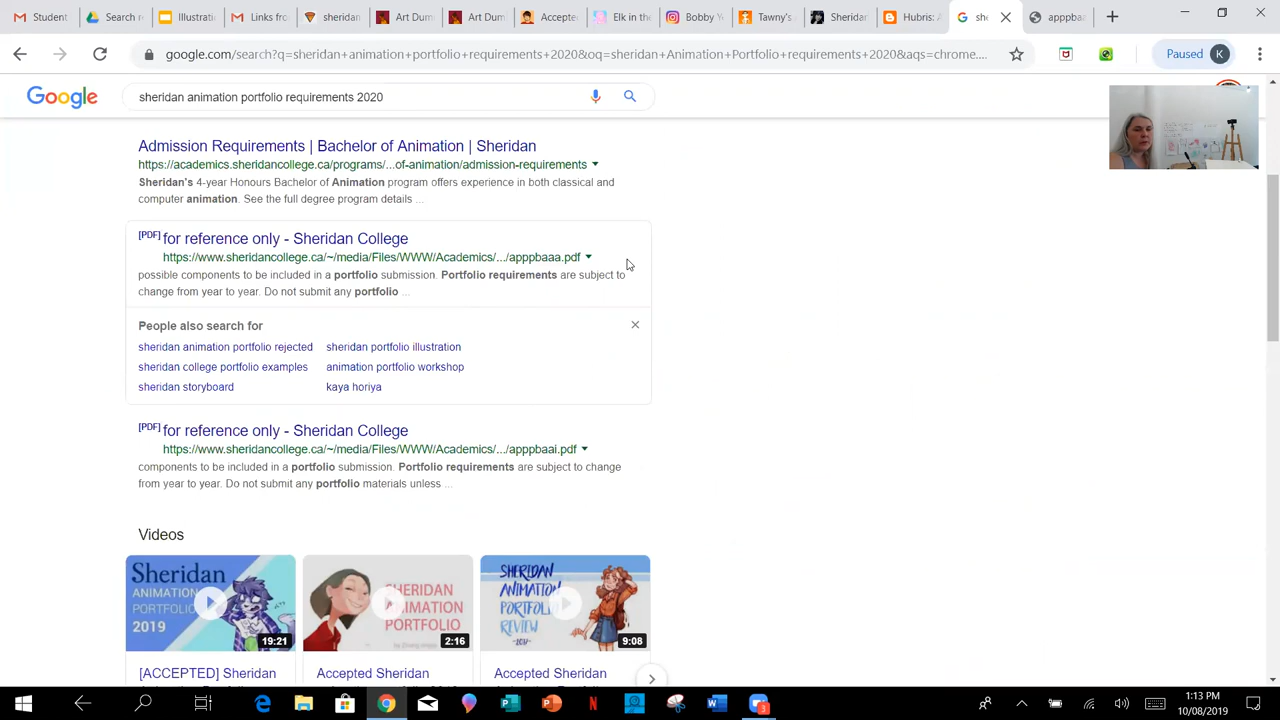 Student
Search r
Illustrati
Links from
sheridan
Art Dum
Art Dum
Accepte
Elk in the
Bobby Yo
Tawny's
Sheridan
Hubris: A
she
apppbaa
google.com/search?q=sheridan+animation+portfolio+requirements+2020&oq=sheridan+Animation+Portfolio+requirements+2020&aqs=chrome....
Paused K
Google
sheridan animation portfolio requirements 2020
Admission Requirements | Bachelor of Animation | Sheridan
https://academics.sheridancollege.ca/programs/...of-animation/admission-requirements
Sheridan's 4-year Honours Bachelor of Animation program offers experience in both classical and
computer animation. See the full degree program details ...
[PDF] for reference only - Sheridan College
https://www.sheridancollege.ca/~/media/Files/WWW/Academics/.../apppbaaa.pdf
possible components to be included in a portfolio submission. Portfolio requirements are subject to
change from year to year. Do not submit any portfolio ...
People also search for
sheridan animation portfolio rejected
sheridan portfolio illustration
sheridan college portfolio examples
animation portfolio workshop
sheridan storyboard
kaya horiya
[PDF] for reference only - Sheridan College
https://www.sheridancollege.ca/~/media/Files/WWW/Academics/.../apppbaai.pdf
components to be included in a portfolio submission. Portfolio requirements are subject to change
from year to year. Do not submit any portfolio materials unless ...
Videos
Sheridan
ANIMATION
PORTFOLIO
2019
19:21
SHERIDAN
ANIMATION
PORTFOLIO
2:16
SHERIDAN
ANIMATION
PORTFOLIO
REVIEW
-2017-
9:08
[ACCEPTED] Sheridan
Accepted Sheridan
Accepted Sheridan
1:13 PM
10/08/2019